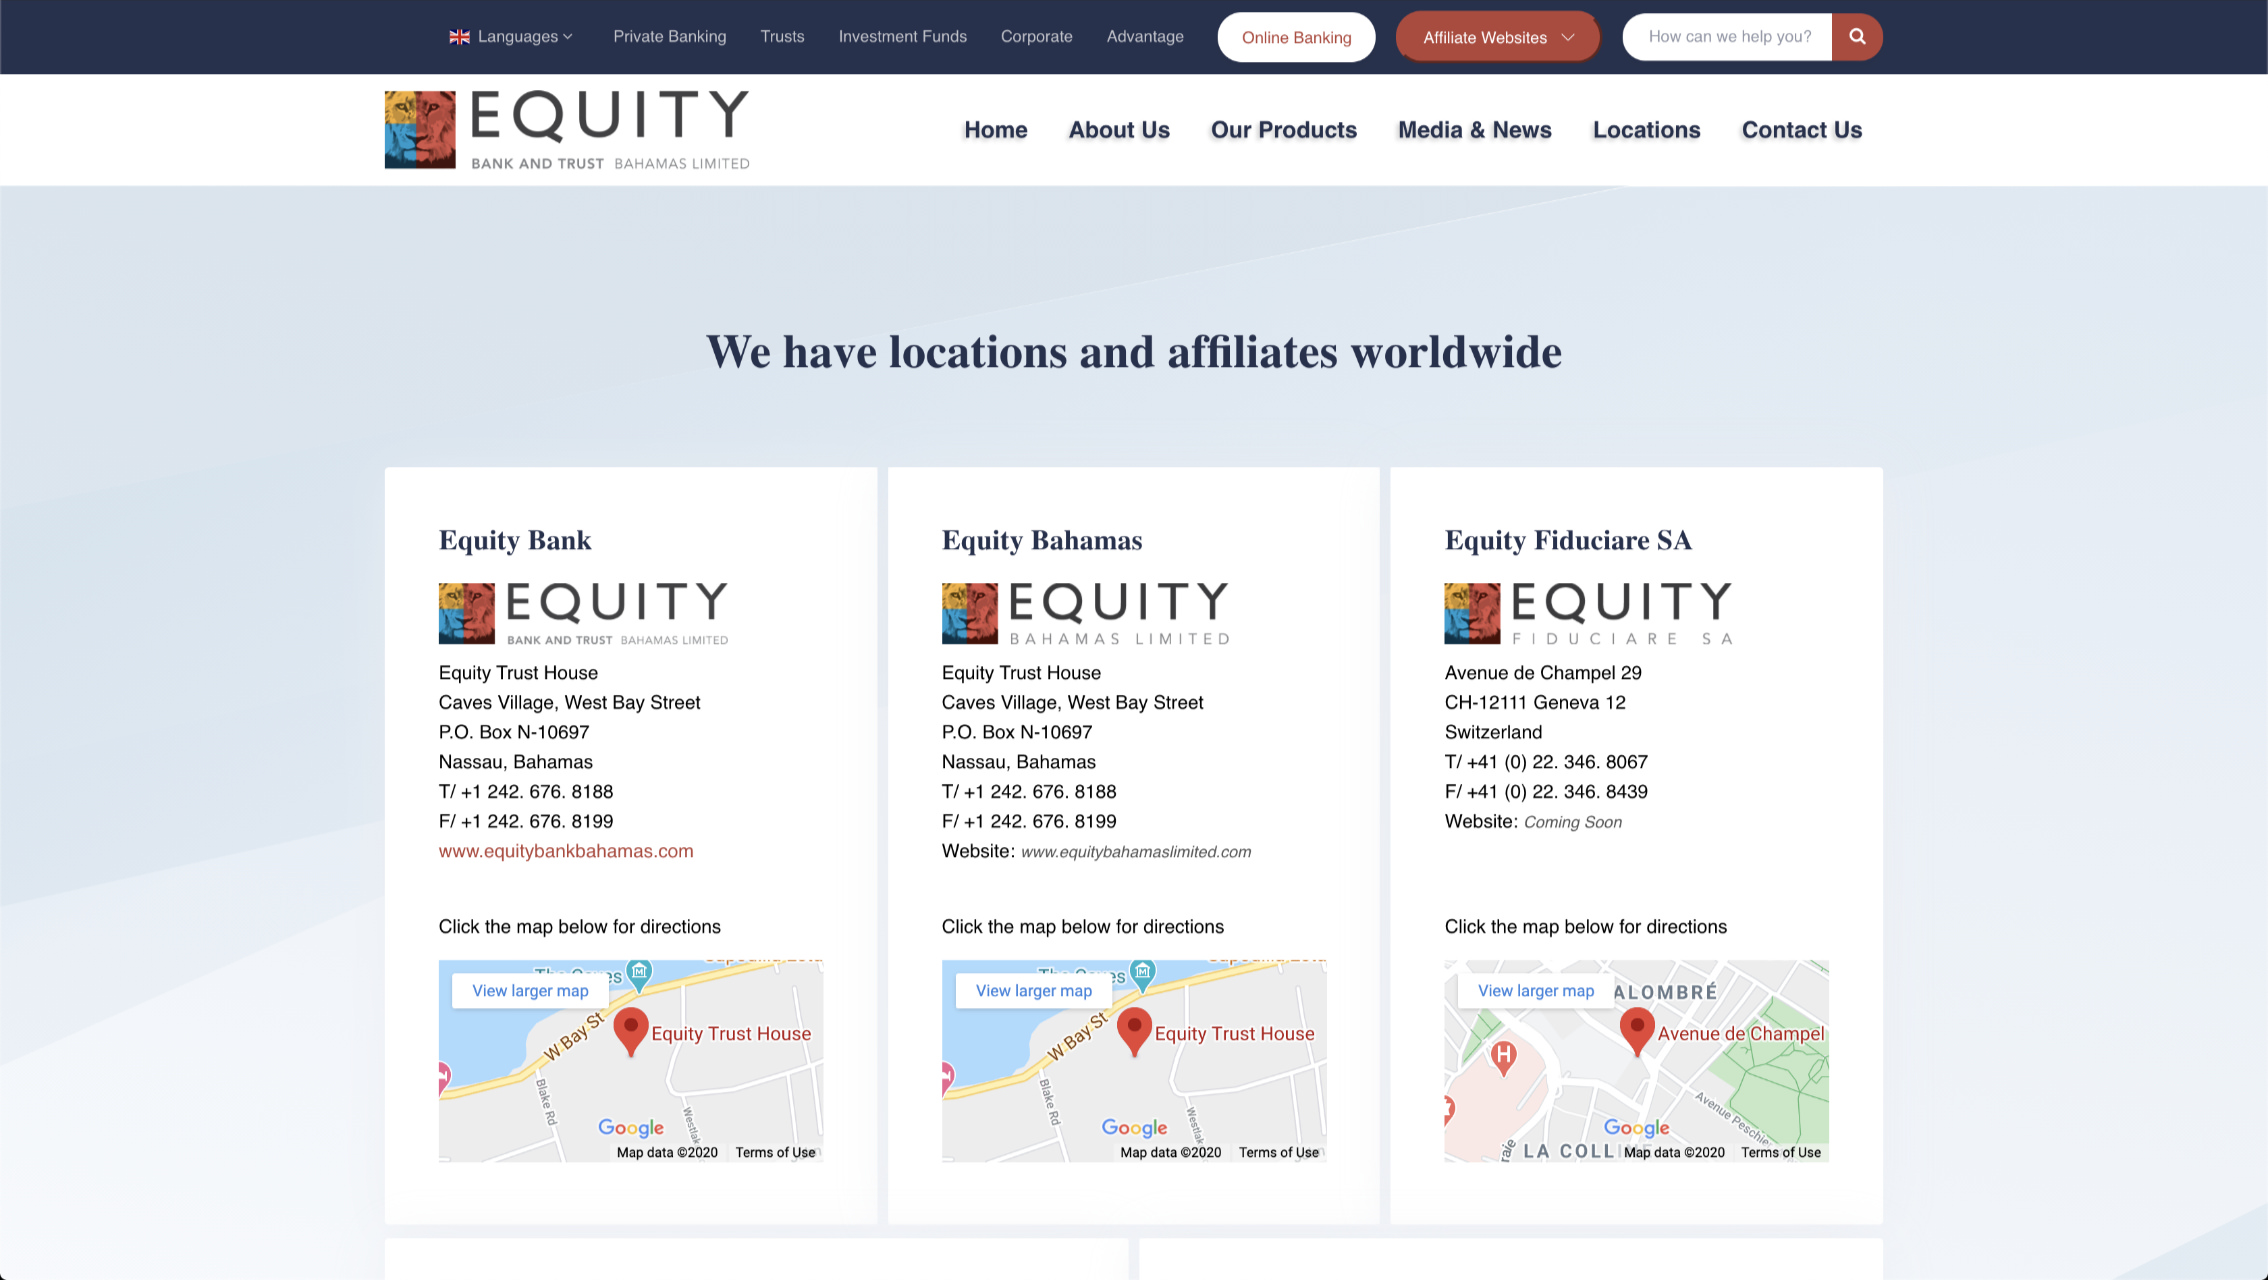 Languages
Private Banking
Trusts
Investment Funds
Corporate
Advantage
Online Banking
Affiliate Websites
How can we help you?
EQUITY
BANK AND TRUST BAHAMAS LIMITED
Home
About Us
Our Products
Media & News
Locations
Contact Us
We have locations and affiliates worldwide
Equity Bank
EQUITY
BANK AND TRUST BAHAMAS LIMITED
Equity Trust House
Caves Village, West Bay Street
P.O. Box N-10697
Nassau, Bahamas
T/ +1 242. 676. 8188
F/ +1 242. 676. 8199
www.equitybankbahamas.com
Click the map below for directions
View larger map
W Bay St
Equity Trust House
Blake Rd
Google
Map data ©2020
Terms of Use
Equity Bahamas
EQUITY
BAHAMAS LIMITED
Equity Trust House
Caves Village, West Bay Street
P.O. Box N-10697
Nassau, Bahamas
T/ +1 242. 676. 8188
F/ +1 242. 676. 8199
Website: www.equitybahamaslimited.com
Click the map below for directions
View larger map
W Bay St
Equity Trust House
Blake Rd
Google
Map data ©2020
Terms of Use
Equity Fiduciare SA
EQUITY
FIDUCIARE SA
Avenue de Champel 29
CH-12111 Geneva 12
Switzerland
T/ +41 (0) 22. 346. 8067
F/ +41 (0) 22. 346. 8439
Website: Coming Soon
Click the map below for directions
View larger map
ALOMBRÉ
H
Avenue de Champel
Avenue Peschie
Google
LA COLLINE
Map data ©2020
Terms of Use